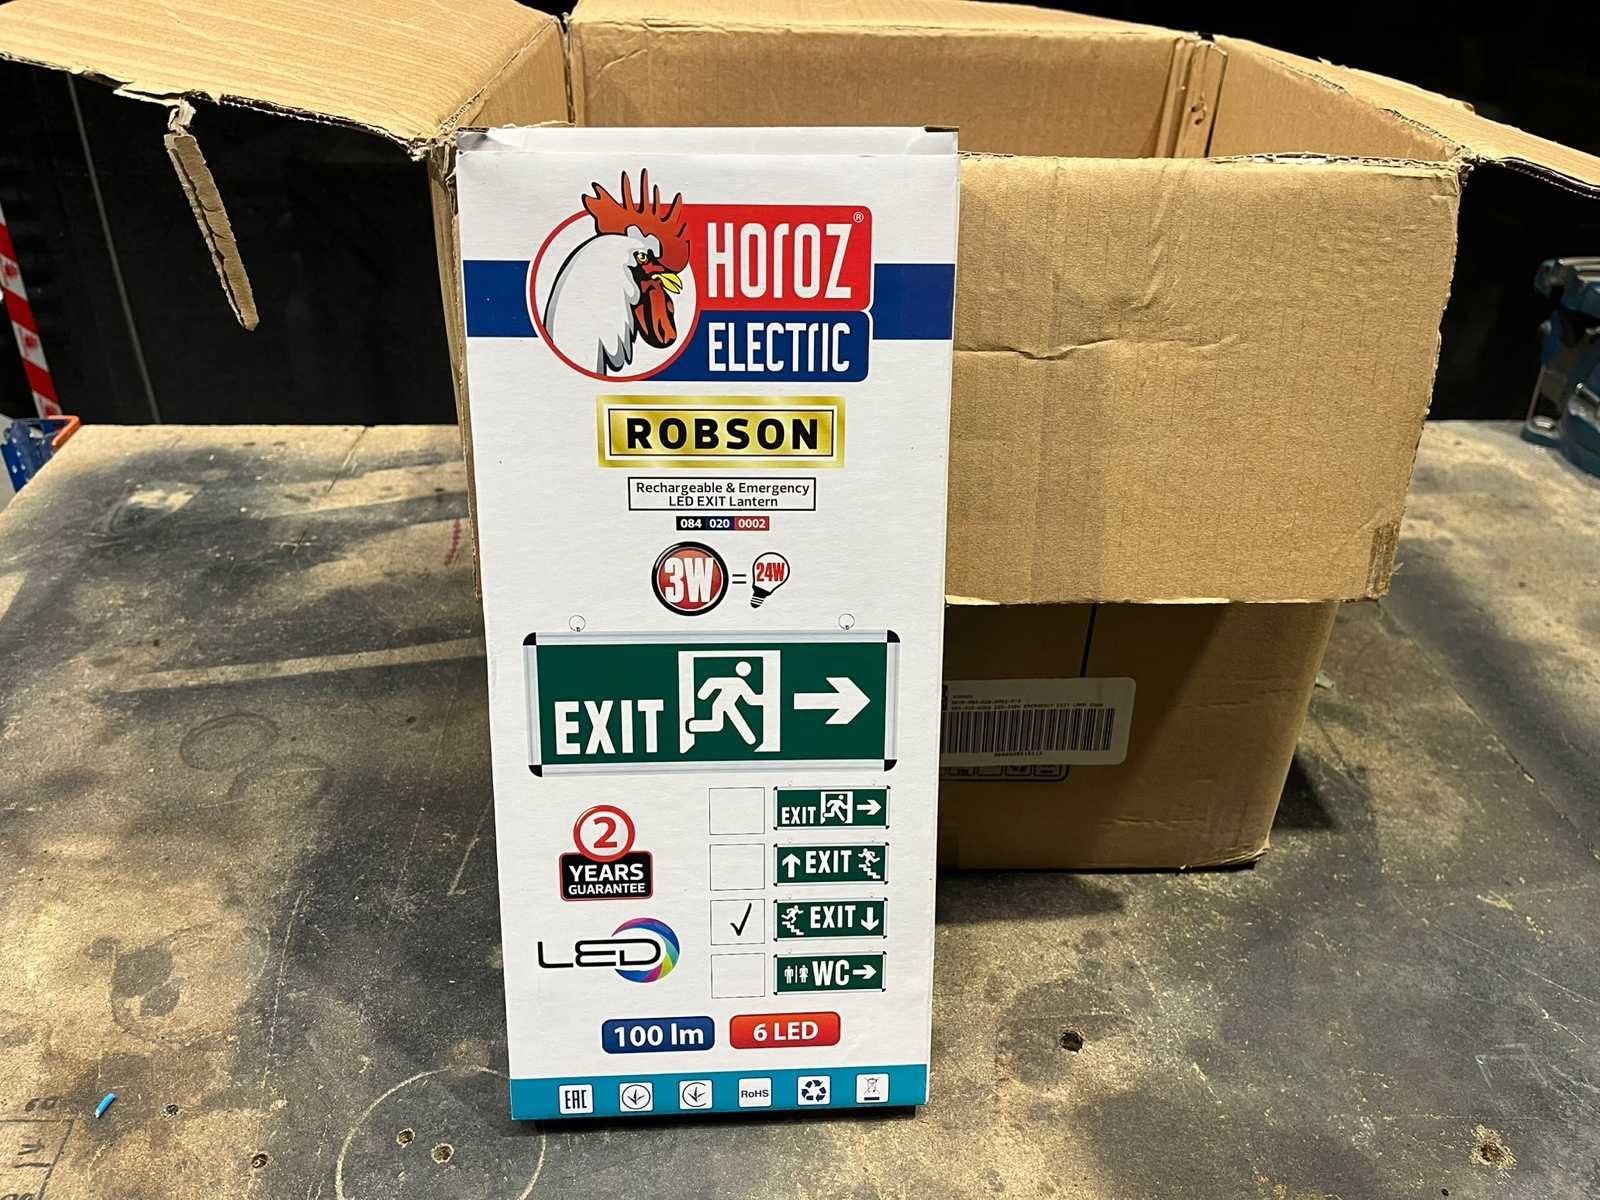 HOROZ ®
ELECTRIC
ROBSON
Rechargeable & Emergency
LED EXIT Lantern
084 020 0002
3W = 24W
EXIT
2
YEARS
GUARANTEE
LED
EXIT
EXIT
EXIT
WC
100 lm
6 LED
EAC
RoHS